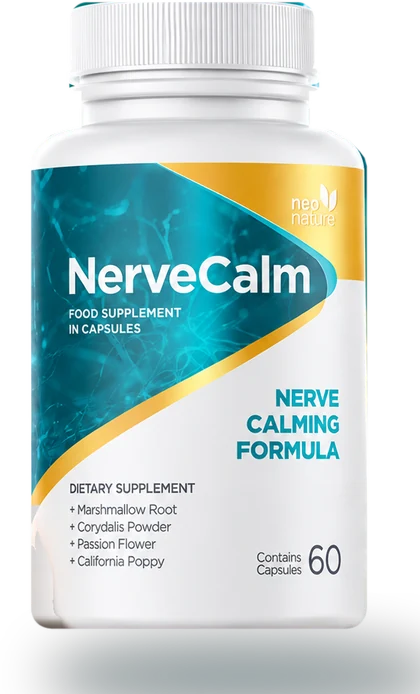 neo
nature
NerveCalm
FOOD SUPPLEMENT
IN CAPSULES
NERVE
CALMING
FORMULA
DIETARY SUPPLEMENT
+ Marshmallow Root
+ Corydalis Powder
+ Passion Flower
+ California Poppy
Contains
Capsules 60